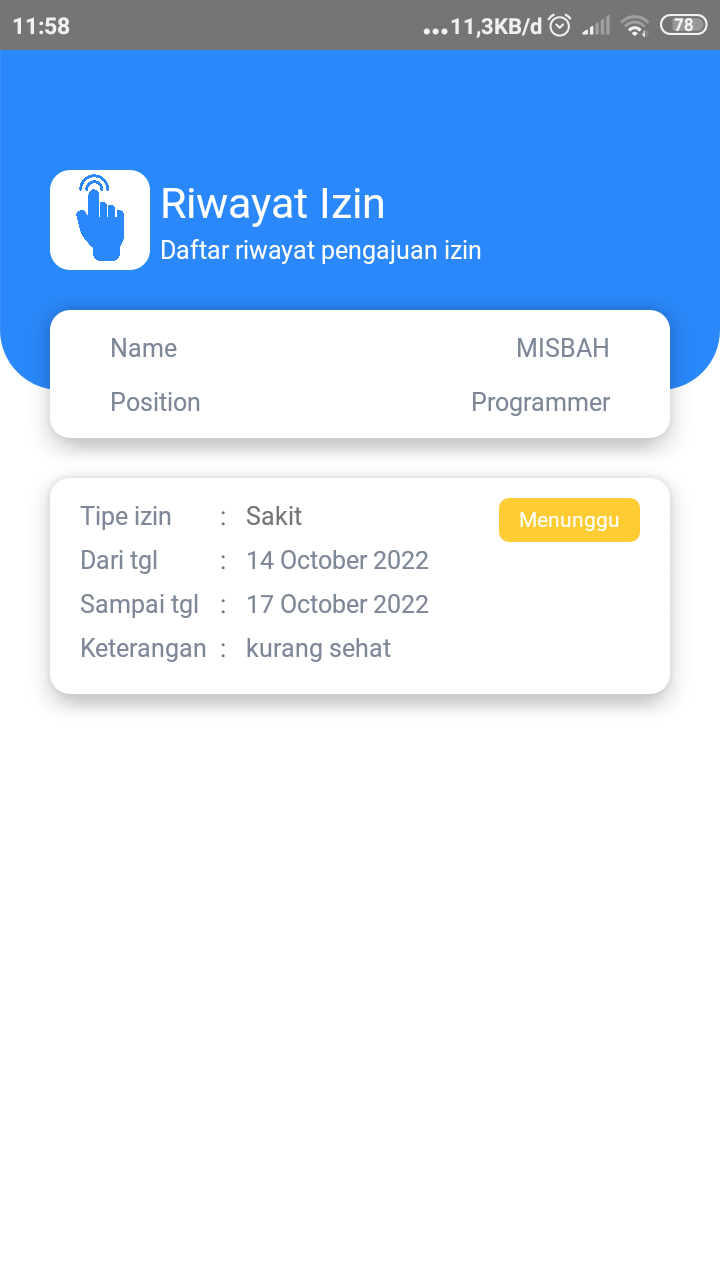 11:58 ...11,3KB/d 78
Riwayat Izin
Daftar riwayat pengajuan izin
Name MISBAH
Position Programmer
Tipe izin : Sakit Menunggu
Dari tgl : 14 October 2022
Sampai tgl : 17 October 2022
Keterangan : kurang sehat